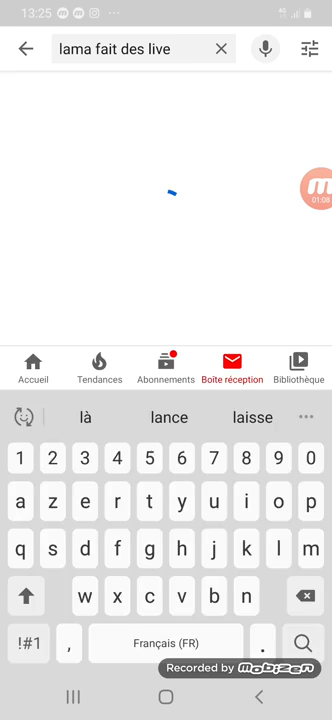 13:25
lama fait des live
01:08
Accueil Tendances Abonnements Boîte réception Bibliothèque
là lance laisse
1 2 3 4 5 6 7 8 9 0
a z e r t y u i o p
q s d f g h j k l m
w x c v b n
!#1 , Français (FR) .
Recorded by mobizen